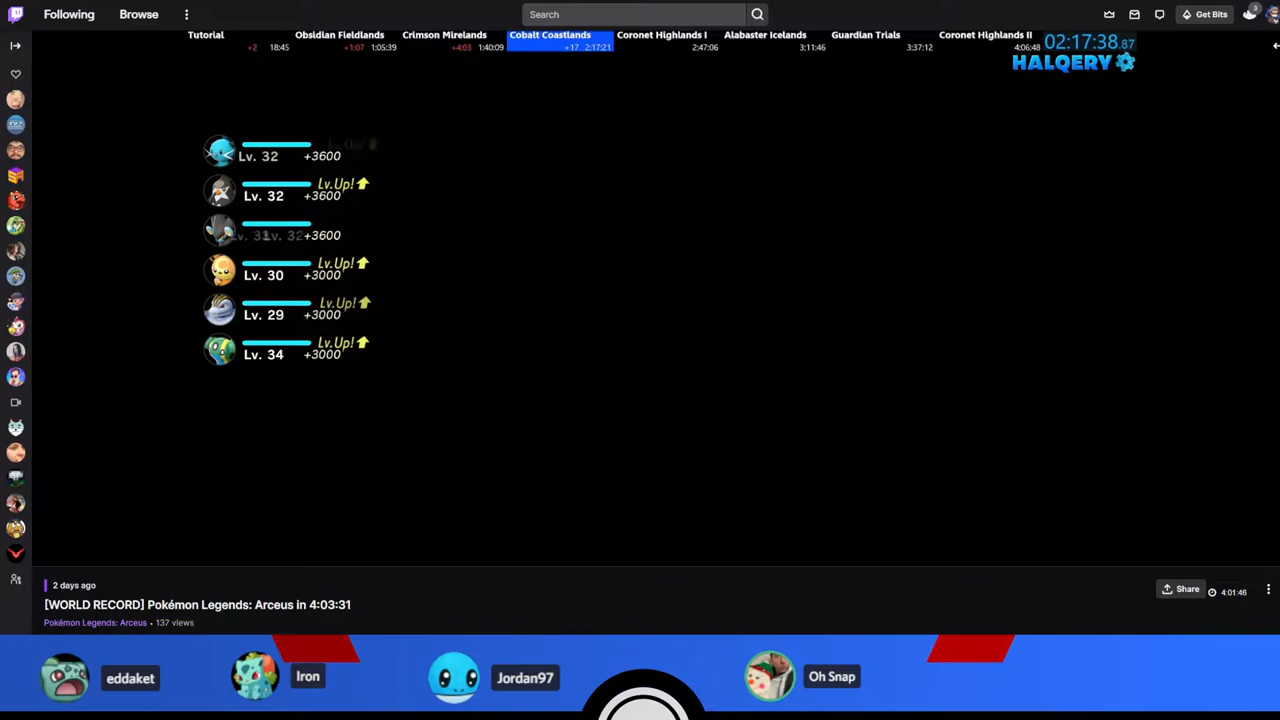 Following Browse Search Get Bits 3
Tutorial Obsidian Fieldlands Crimson Mirelands Cobalt Coastlands Coronet Highlands I Alabaster Icelands Guardian Trials Coronet Highlands II 02:17:38.87
+2 18:45 +1:07 1:05:39 +4:03 1:40:09 +17 2:17:21 2:47:06 3:11:46 3:37:12 4:06:48
HALQERY
Lv. 32 +3600
Lv.Up!
Lv. 32 +3600
Lv. 32 +3600
Lv.Up!
Lv. 30 +3000
Lv.Up!
Lv. 29 +3000
Lv.Up!
Lv. 34 +3000
2 days ago
Share 4:01:46
[WORLD RECORD] Pokémon Legends: Arceus in 4:03:31
Pokémon Legends: Arceus • 137 views
eddaket Iron Jordan97 Oh Snap